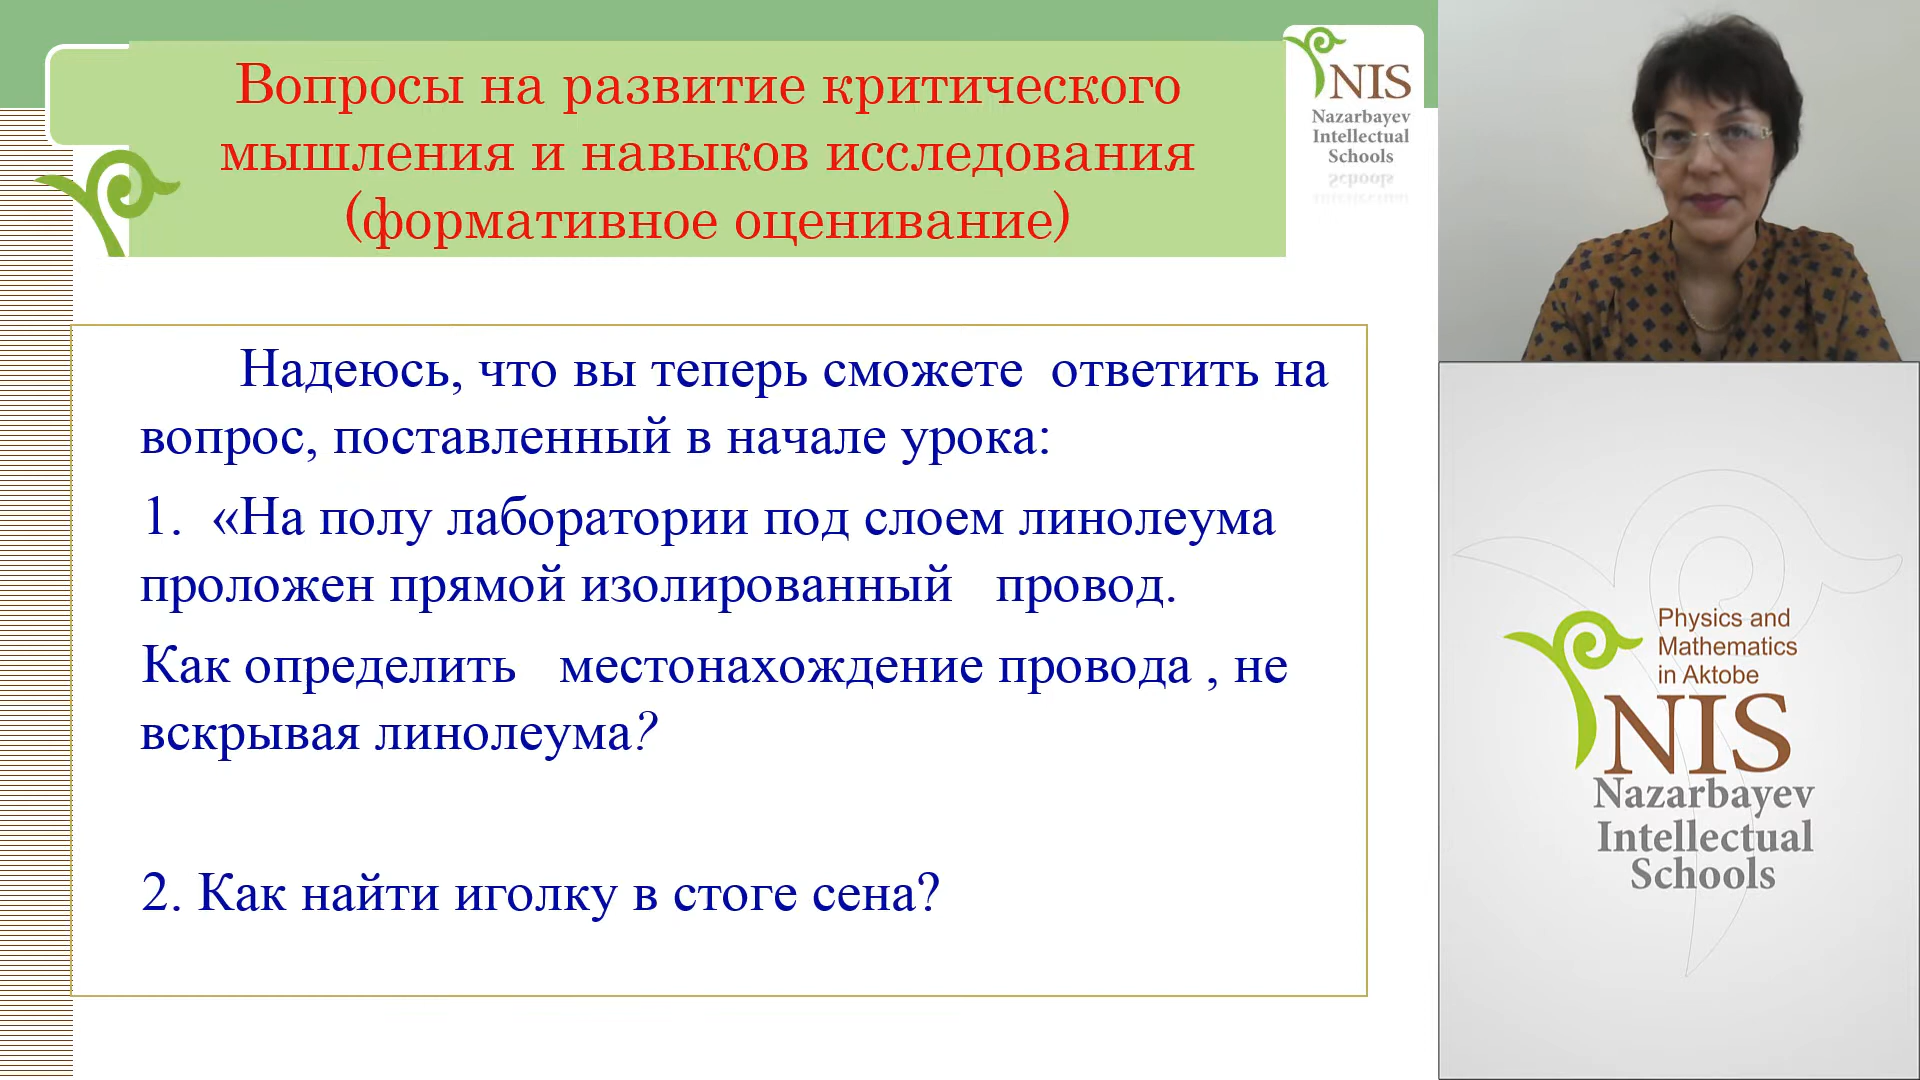 Вопросы на развитие критического
мышления и навыков исследования
(формативное оценивание)
NIS
Nazarbayev
Intellectual
Schools
Надеюсь, что вы теперь сможете ответить на
вопрос, поставленный в начале урока:
1. «На полу лаборатории под слоем линолеума
проложен прямой изолированный провод.
Как определить местонахождение провода , не
вскрывая линолеума?
2. Как найти иголку в стоге сена?
Physics and
Mathematics
in Aktobe
NIS
Nazarbayev
Intellectual
Schools